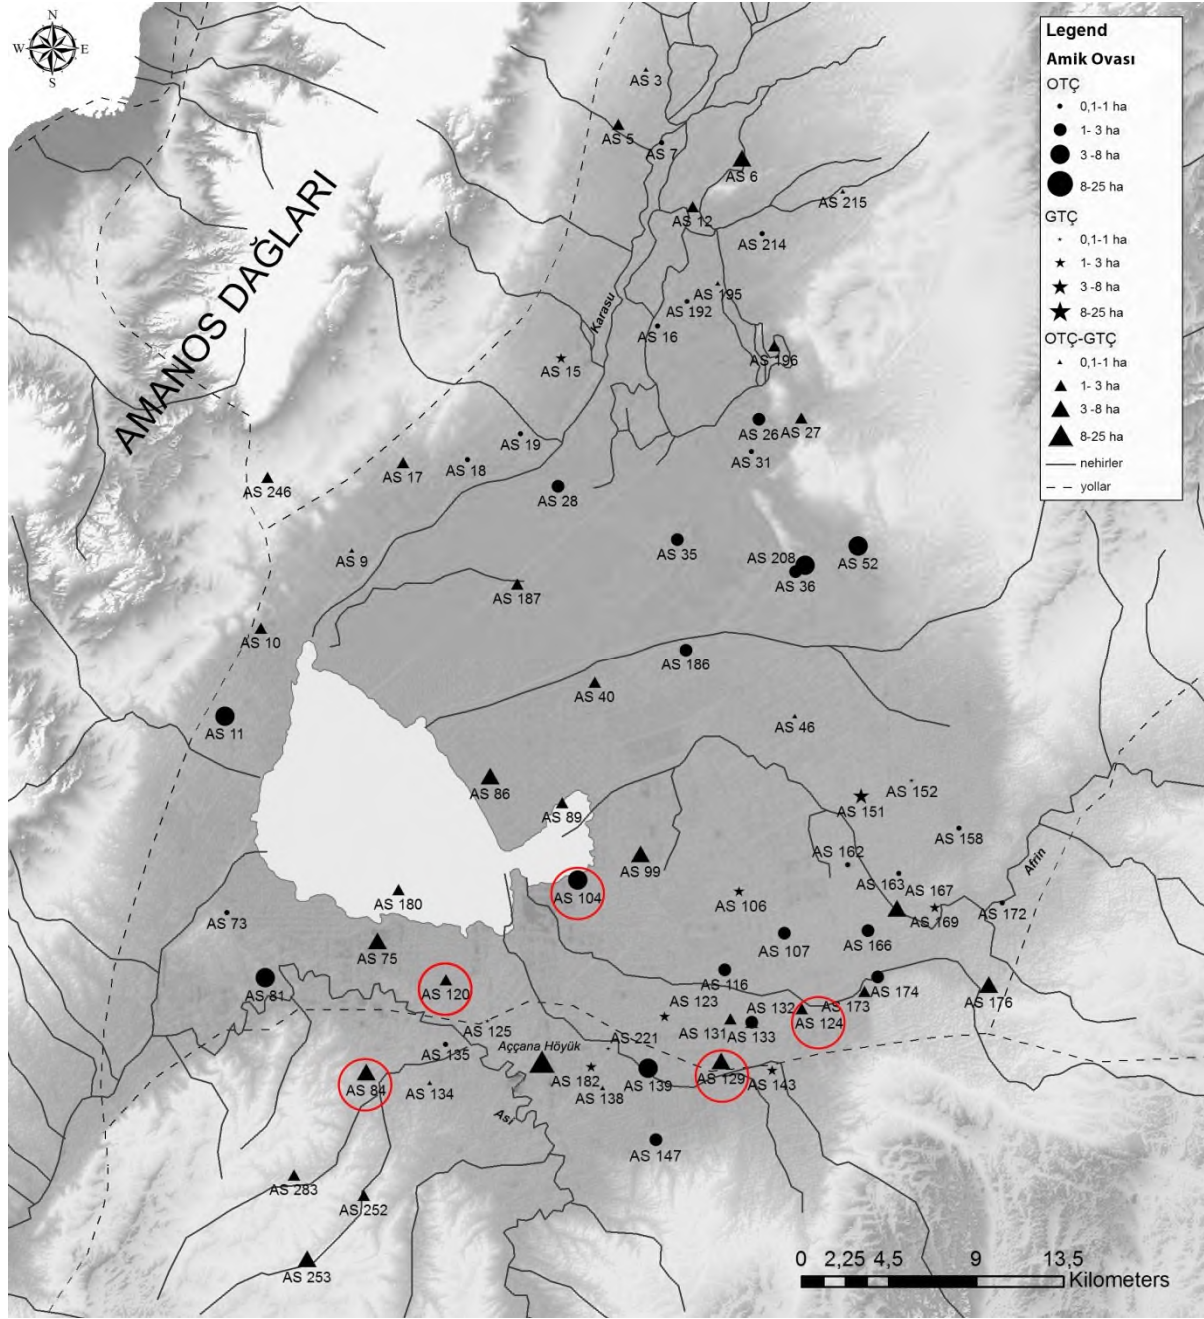 N
W E
S
Legend
Amik Ovası
OTÇ
0,1-1 ha
1- 3 ha
3 -8 ha
8-25 ha
GTÇ
0,1-1 ha
1- 3 ha
3 -8 ha
8-25 ha
OTÇ-GTÇ
0,1-1 ha
1- 3 ha
3 -8 ha
8-25 ha
nehirler
yollar
AMANOS DAĞLARI
AS 3
AS 5
AS 7
AS 6
AS 215
AS 12
AS 214
AS 195
AS 192
Karasu
AS 16
AS 196
AS 15
AS 19
AS 26
AS 27
AS 31
AS 18
AS 17
AS 246
AS 28
AS 9
AS 35
AS 208
AS 52
AS 36
AS 187
AS 10
AS 186
AS 40
AS 46
AS 11
AS 86
AS 89
AS 152
AS 151
AS 158
AS 99
AS 162
Afrin
AS 163
AS 167
AS 104
AS 106
AS 180
AS 73
AS 169
AS 172
AS 107
AS 166
AS 75
AS 116
AS 81
AS 120
AS 123
AS 132
AS 173
AS 174
AS 176
AS 124
AS 125
AS 131
AS 133
AS 221
Aççana Höyük
AS 135
AS 84
AS 134
AS 182
AS 139
AS 129
AS 143
AS 138
Asi
AS 147
AS 283
AS 252
AS 253
0 2,25 4,5 9 13,5
Kilometers